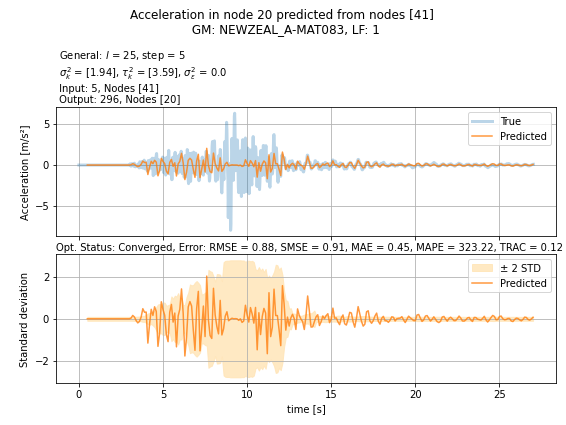 Acceleration in node 20 predicted from nodes [41]
GM: NEWZEAL_A-MAT083, LF: 1
General: l = 25, step = 5
σ²ₖ = [1.94], τ²ₖ = [3.59], σ²ε = 0.0
Input: 5, Nodes [41]
Output: 296, Nodes [20]
Acceleration [m/s²]
5
0
−5
True
Predicted
Opt. Status: Converged, Error: RMSE = 0.88, SMSE = 0.91, MAE = 0.45, MAPE = 323.22, TRAC = 0.12
Standard deviation
2
0
−2
± 2 STD
Predicted
0 5 10 15 20 25
time [s]